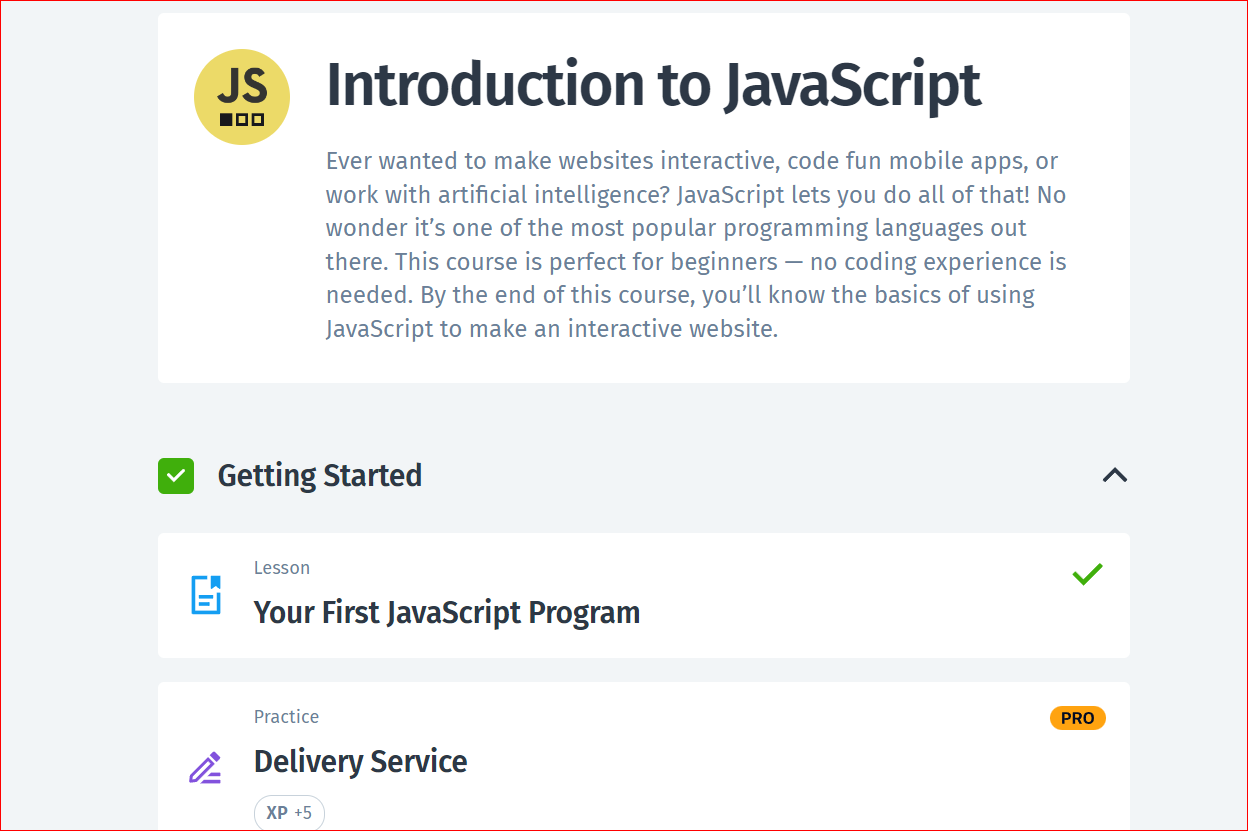 JS
Introduction to JavaScript
Ever wanted to make websites interactive, code fun mobile apps, or
work with artificial intelligence? JavaScript lets you do all of that! No
wonder it’s one of the most popular programming languages out
there. This course is perfect for beginners — no coding experience is
needed. By the end of this course, you’ll know the basics of using
JavaScript to make an interactive website.
Getting Started
Lesson
Your First JavaScript Program
Practice
PRO
Delivery Service
XP +5